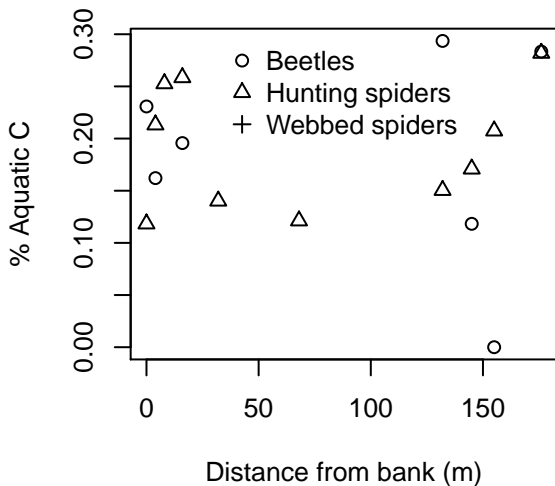 0.30
0.20
0.10
0.00
% Aquatic C
Beetles
Hunting spiders
Webbed spiders
0 50 100 150
Distance from bank (m)